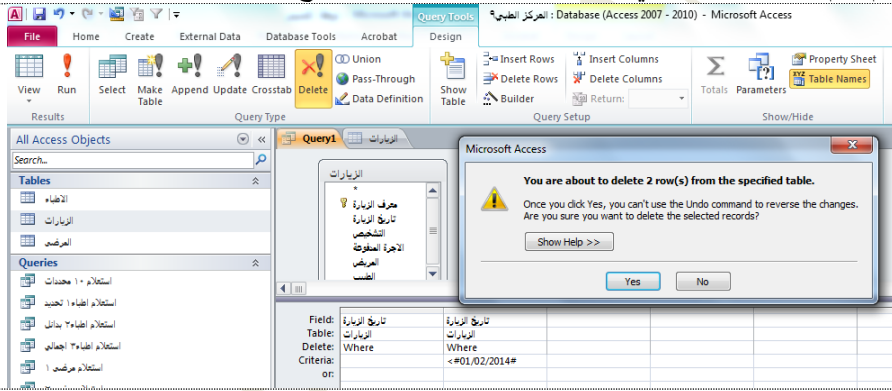 المركز الطبي٩ : Database (Access 2007 - 2010) - Microsoft Access
Query Tools
File Home Create External Data Database Tools Acrobat Design
View Run Select Make Table Append Update Crosstab Delete
Union
Pass-Through
Data Definition
Show Table
Insert Rows
Delete Rows
Builder
Insert Columns
Delete Columns
Return:
Totals Parameters
Property Sheet
Table Names
Results Query Type Query Setup Show/Hide
All Access Objects
Search...
Tables
الاطباء
الزيارات
المرضى
Queries
استعلام ١٠ محددات
استعلام اطباء١ تحديد
استعلام اطباء٢ بدائل
استعلام اطباء٣ اجمالي
استعلام مرضى ١
Query1 الزيارات
الزيارات
*
معرف الزيارة
تاريخ الزيارة
التشخيص
الاجرة المدفوعة
المريض
الطبيب
Microsoft Access
You are about to delete 2 row(s) from the specified table.
Once you click Yes, you can't use the Undo command to reverse the changes.
Are you sure you want to delete the selected records?
Show Help >>
Yes No
Field: تاريخ الزيارة تاريخ الزيارة
Table: الزيارات الزيارات
Delete: Where Where
Criteria: <#01/02/2014#
or: